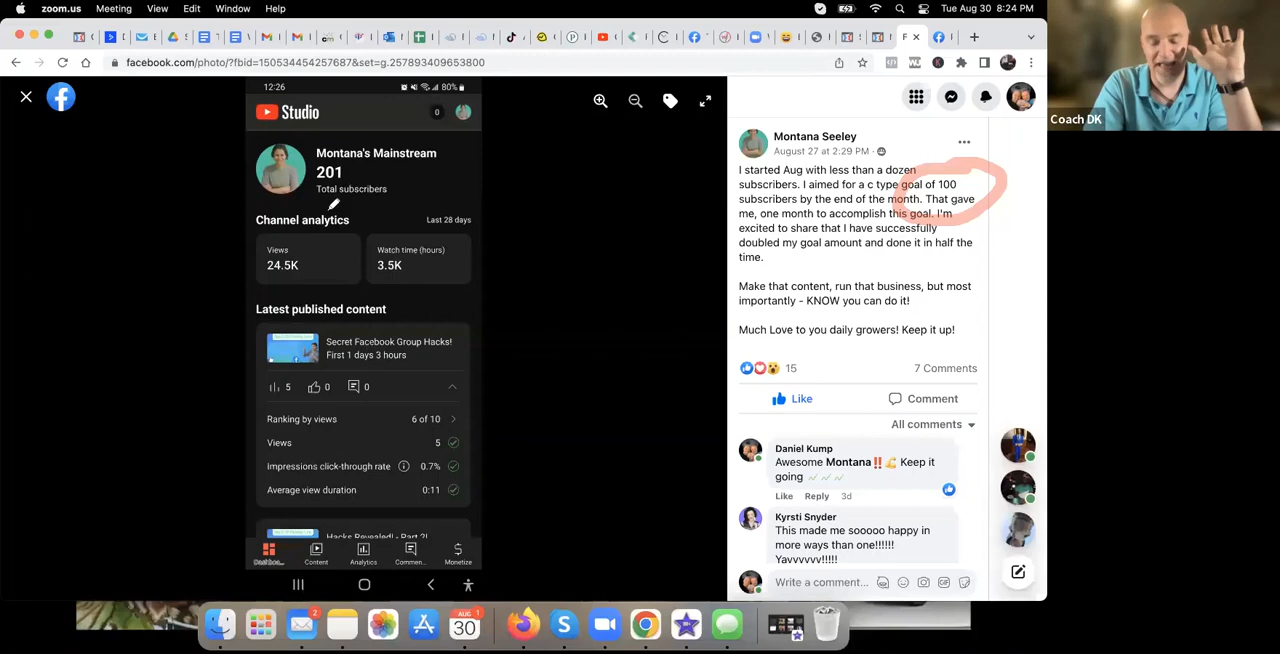 zoom.us Meeting View Edit Window Help
Tue Aug 30 8:24 PM
facebook.com/photo/?fbid=150534454257687&set=g.257893409653800
Coach DK
12:26
80%
Studio
0
Montana's Mainstream
201
Total subscribers
Channel analytics
Last 28 days
Views
24.5K
Watch time (hours)
3.5K
Latest published content
Secret Facebook Group Hacks!
First 1 days 3 hours
5 0 0
Ranking by views 6 of 10
Views 5
Impressions click-through rate 0.7%
Average view duration 0:11
Hacks Revealed! - Part 2!
Dashboa... Content Analytics Commen... Monetize
Montana Seeley
August 27 at 2:29 PM
I started Aug with less than a dozen
subscribers. I aimed for a c type goal of 100
subscribers by the end of the month. That gave
me, one month to accomplish this goal. I'm
excited to share that I have successfully
doubled my goal amount and done it in half the
time.
Make that content, run that business, but most
importantly - KNOW you can do it!
Much Love to you daily growers! Keep it up!
15
7 Comments
Like Comment
All comments
Daniel Kump
Awesome Montana‼️💪 Keep it
going
Like Reply 3d
Kyrsti Snyder
This made me sooooo happy in
more ways than one!!!!!!
Yayvvvvv!!!!!
Write a comment...
GIF
2
AUG 1
30